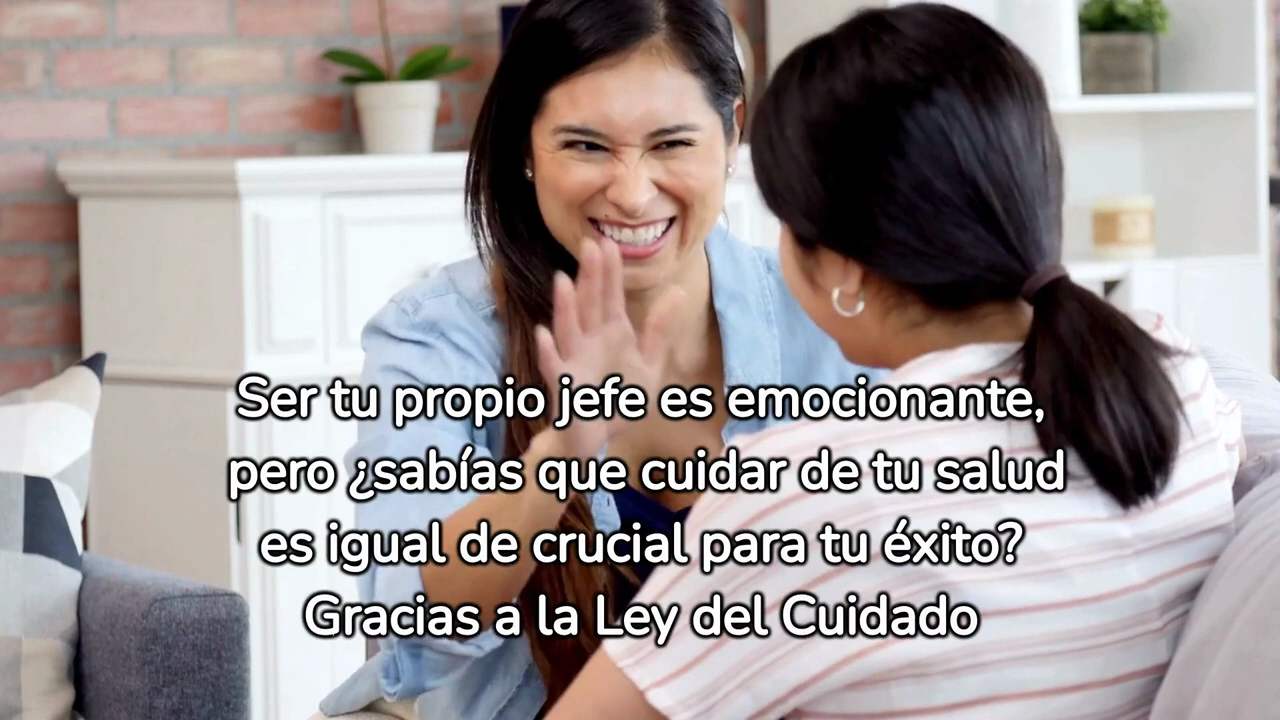 Ser tu propio jefe es emocionante,
pero ¿sabías que cuidar de tu salud
es igual de crucial para tu éxito?
Gracias a la Ley del Cuidado